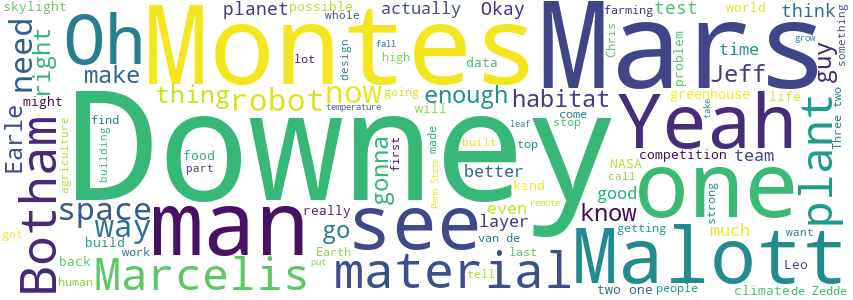 skylight planet possible actually Okay farming test world think
Oh Montes Mars whole lot design fall high data Chris problem time something
need right make Jeff guy grow
thing robot now going enough habitat greenhouse life
might temperature will come take
Earle Downey Yeah plant Three two
Botham agriculture building find food part gonna first made built leaf top stop NASA call competition team
better kind good one strong
space way man really see even layer know much
go Penn State remote van de getting want
got build work Earth last
back human Marcelis put material tell Malott Leo
two one people climate de Zedde